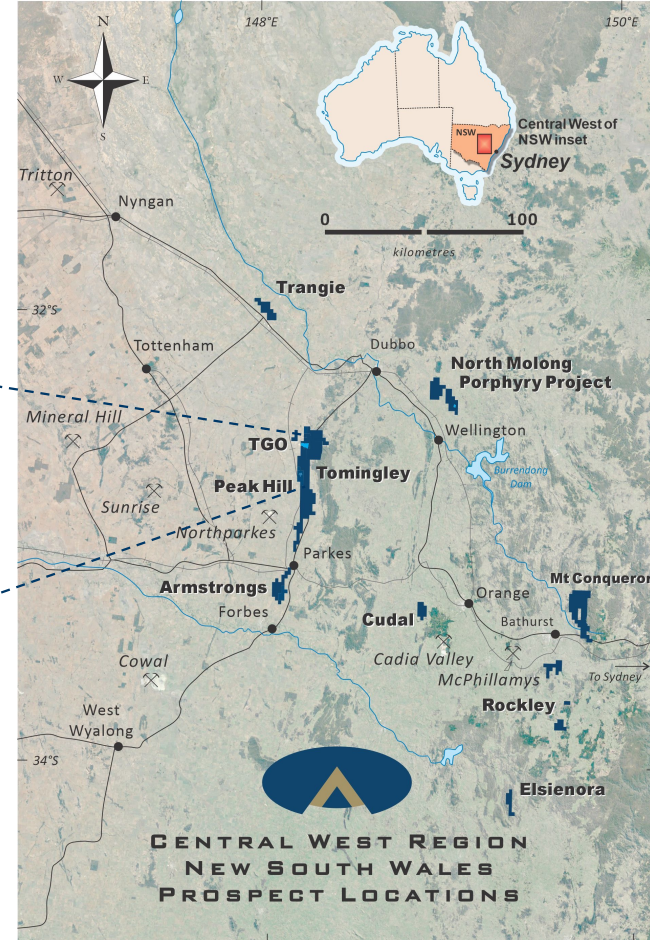 148°E
150°E
N
W
E
S
NSW
Central West of
NSW inset
Sydney
Tritton
Nyngan
0
100
kilometres
Trangie
32°S
Tottenham
Dubbo
North Molong
Porphyry Project
Mineral Hill
TGO
Wellington
Tomingley
Burrendong
Dam
Peak Hill
Sunrise
Northparkes
Parkes
Armstrongs
Mt Conqueror
Forbes
Orange
Cudal
Bathurst
Cowal
Cadia Valley
McPhillamys
To Sydney
West
Wyalong
Rockley
34°S
Elsienora
Central West Region
New South Wales
Prospect Locations